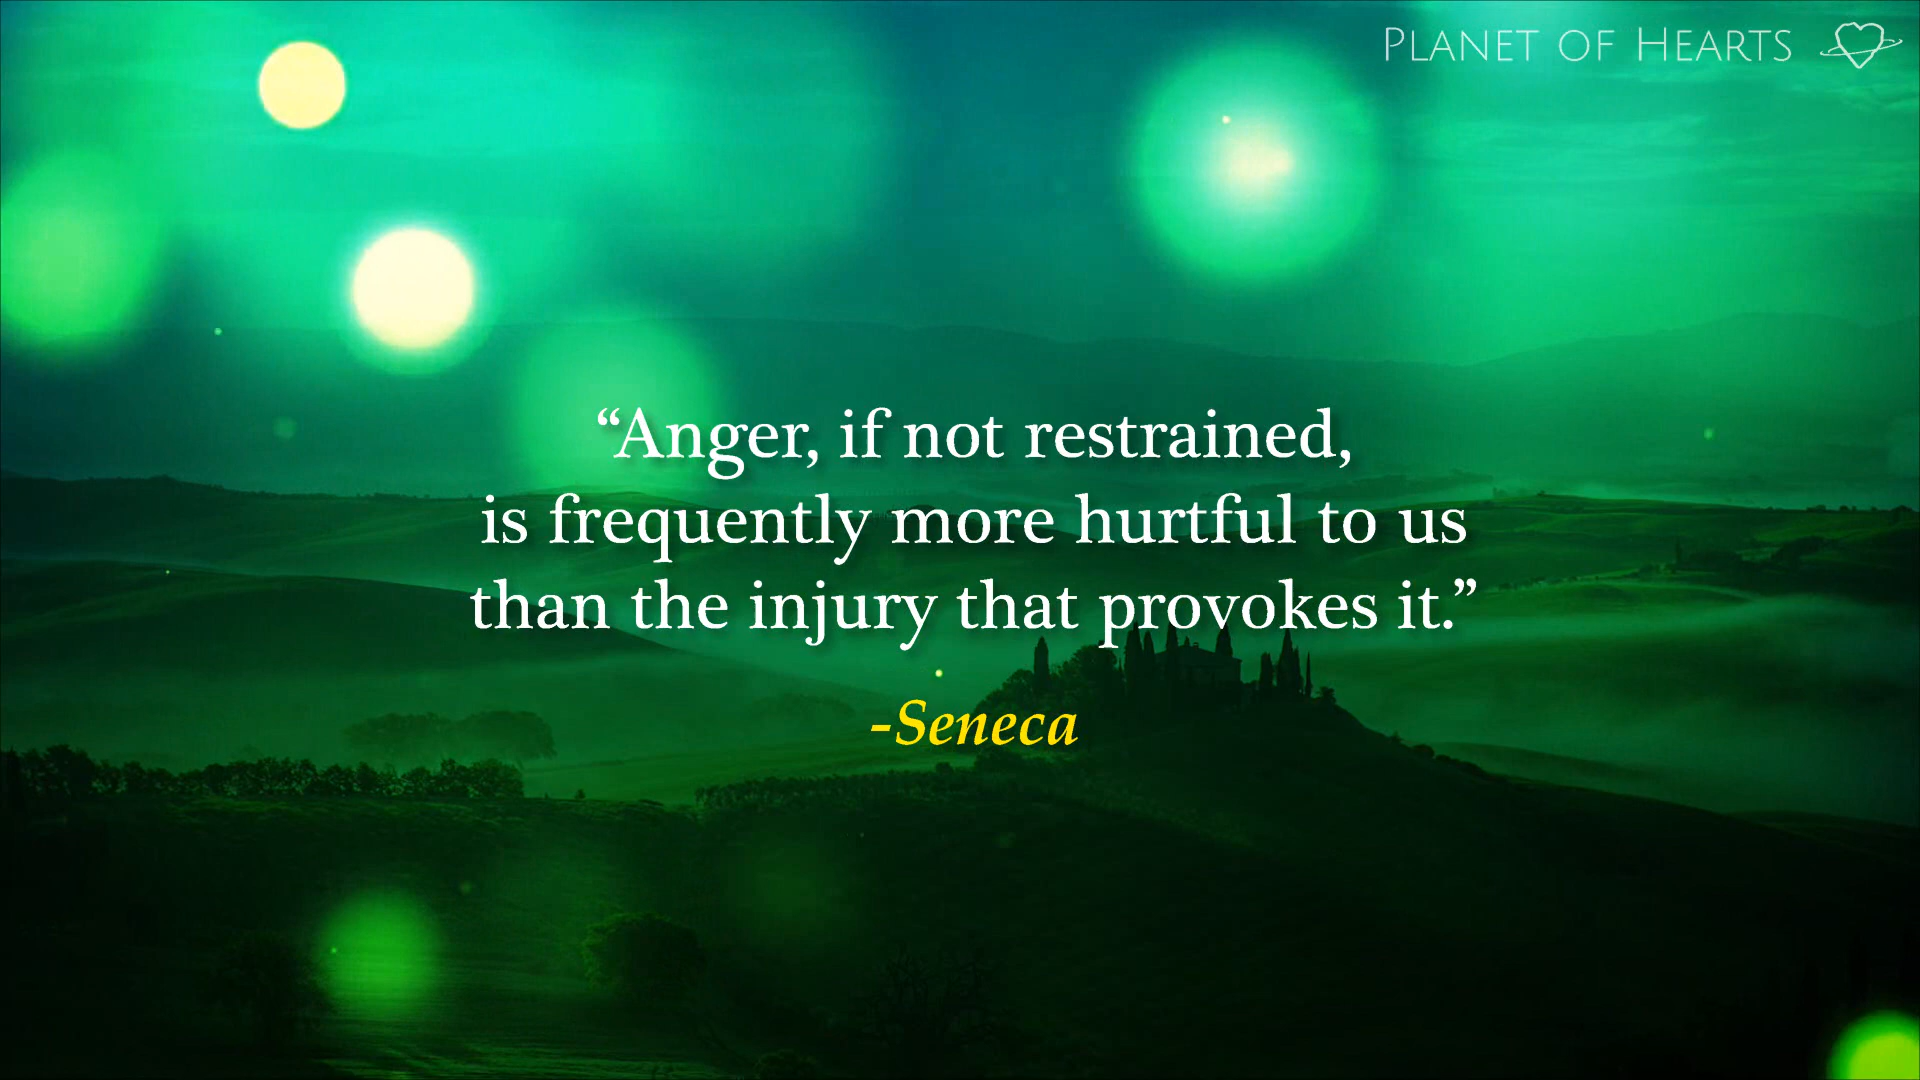 PLANET OF HEARTS
“Anger, if not restrained,
is frequently more hurtful to us
than the injury that provokes it.”
-Seneca